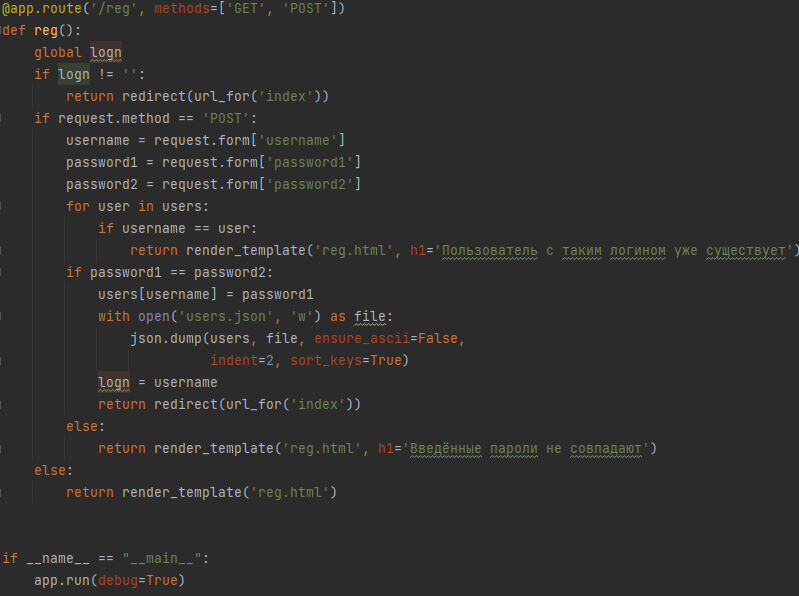 @app.route('/reg', methods=['GET', 'POST'])
def reg():
    global logn
    if logn != '':
        return redirect(url_for('index'))
    if request.method == 'POST':
        username = request.form['username']
        password1 = request.form['password1']
        password2 = request.form['password2']
        for user in users:
            if username == user:
                return render_template('reg.html', h1='Пользователь с таким логином уже существует')
        if password1 == password2:
            users[username] = password1
            with open('users.json', 'w') as file:
                json.dump(users, file, ensure_ascii=False,
                          indent=2, sort_keys=True)
            logn = username
            return redirect(url_for('index'))
        else:
            return render_template('reg.html', h1='Введённые пароли не совпадают')
    else:
        return render_template('reg.html')
if __name__ == "__main__":
    app.run(debug=True)